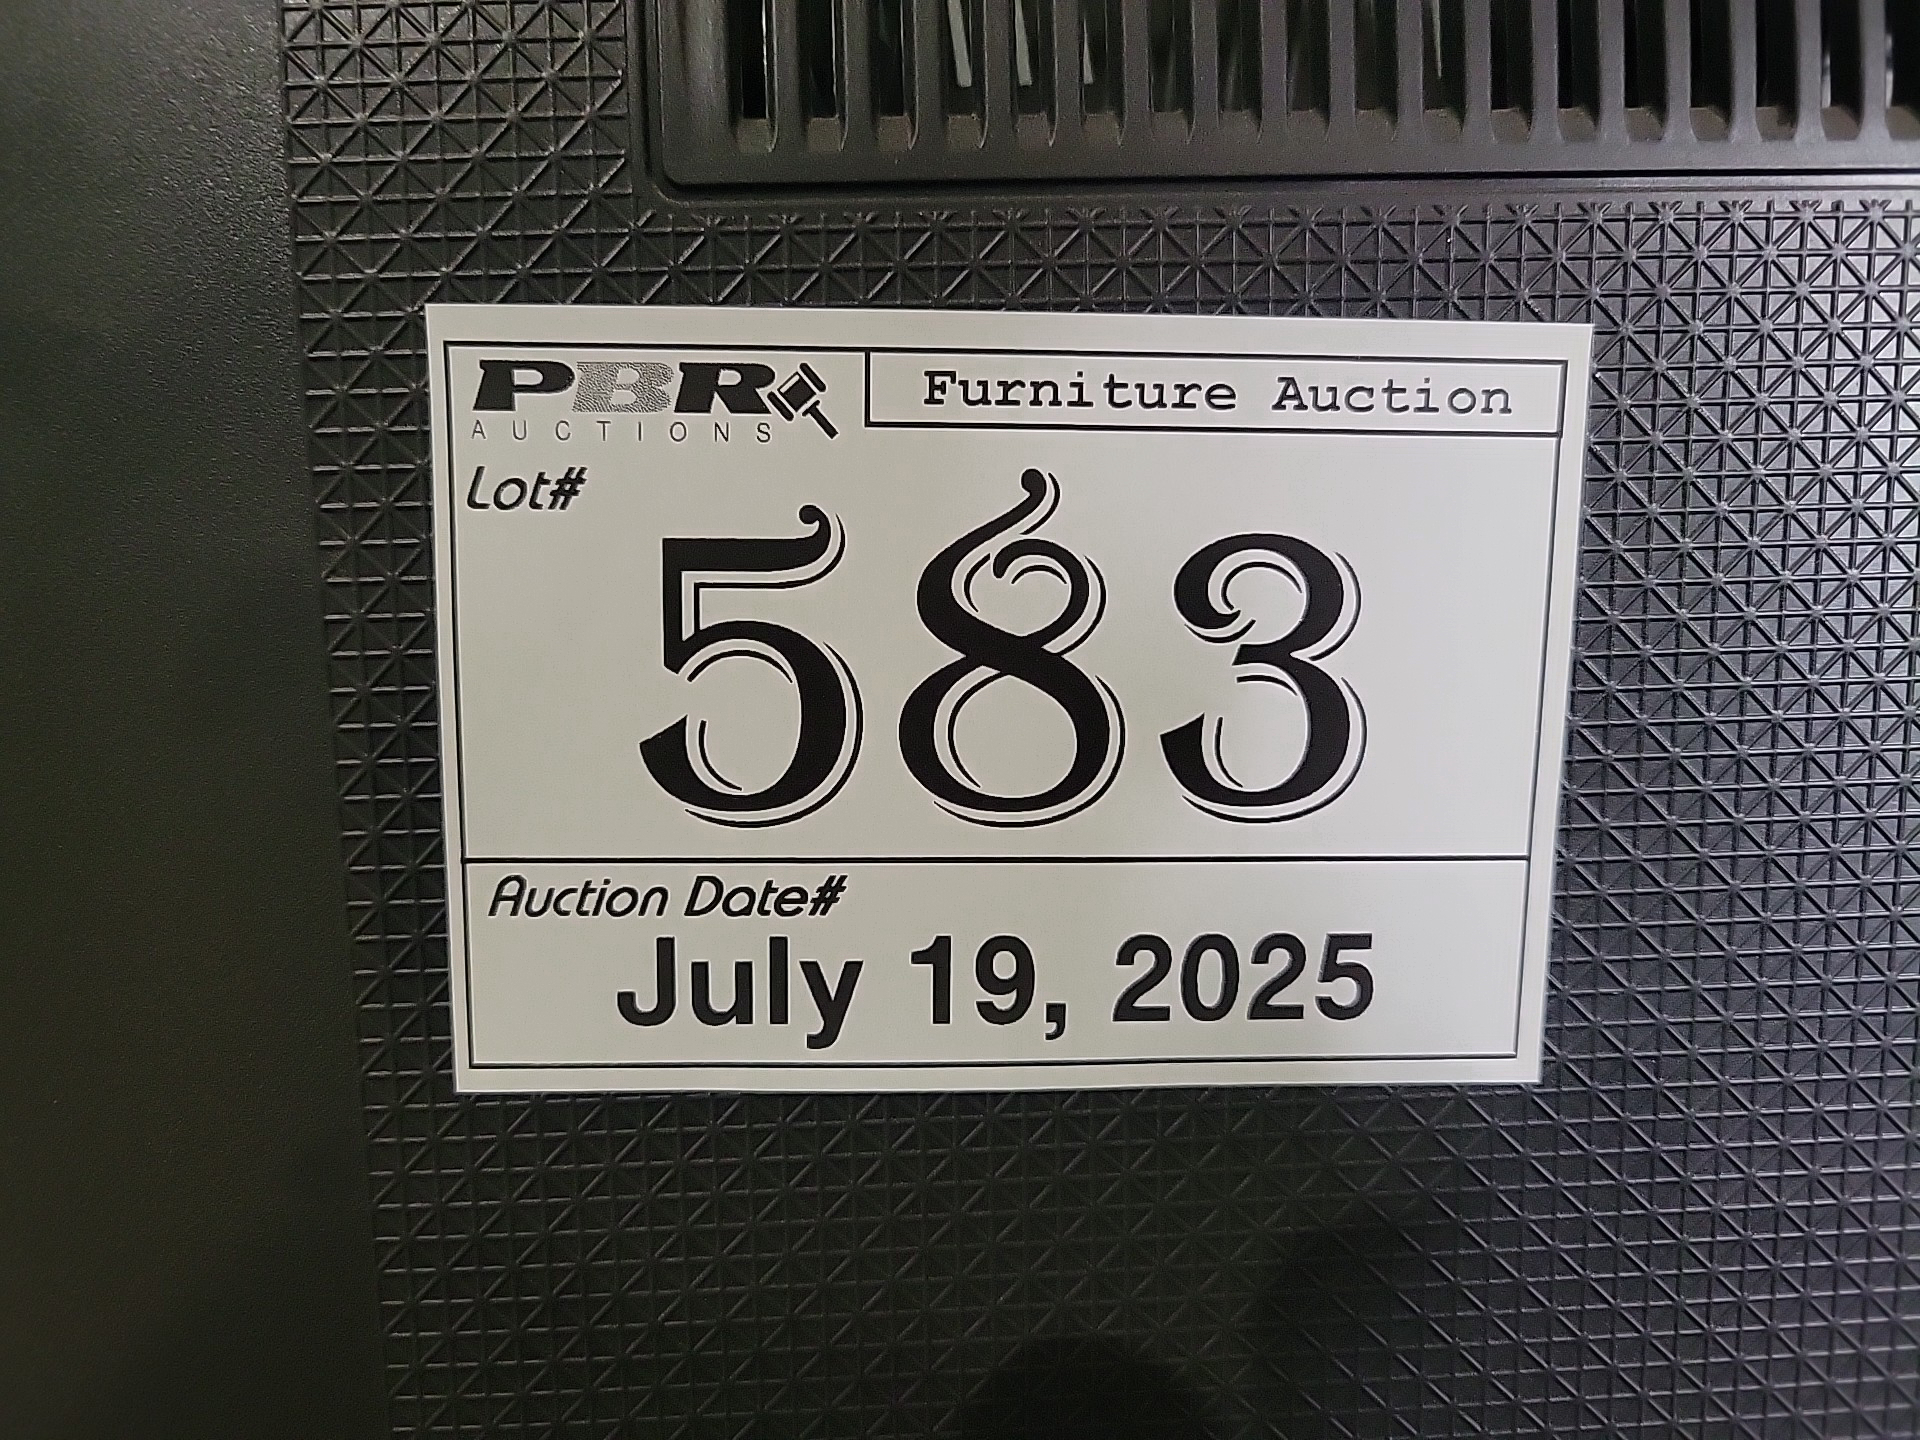 PBR
AUCTIONS
Furniture Auction
Lot#
583
Auction Date#
July 19, 2025